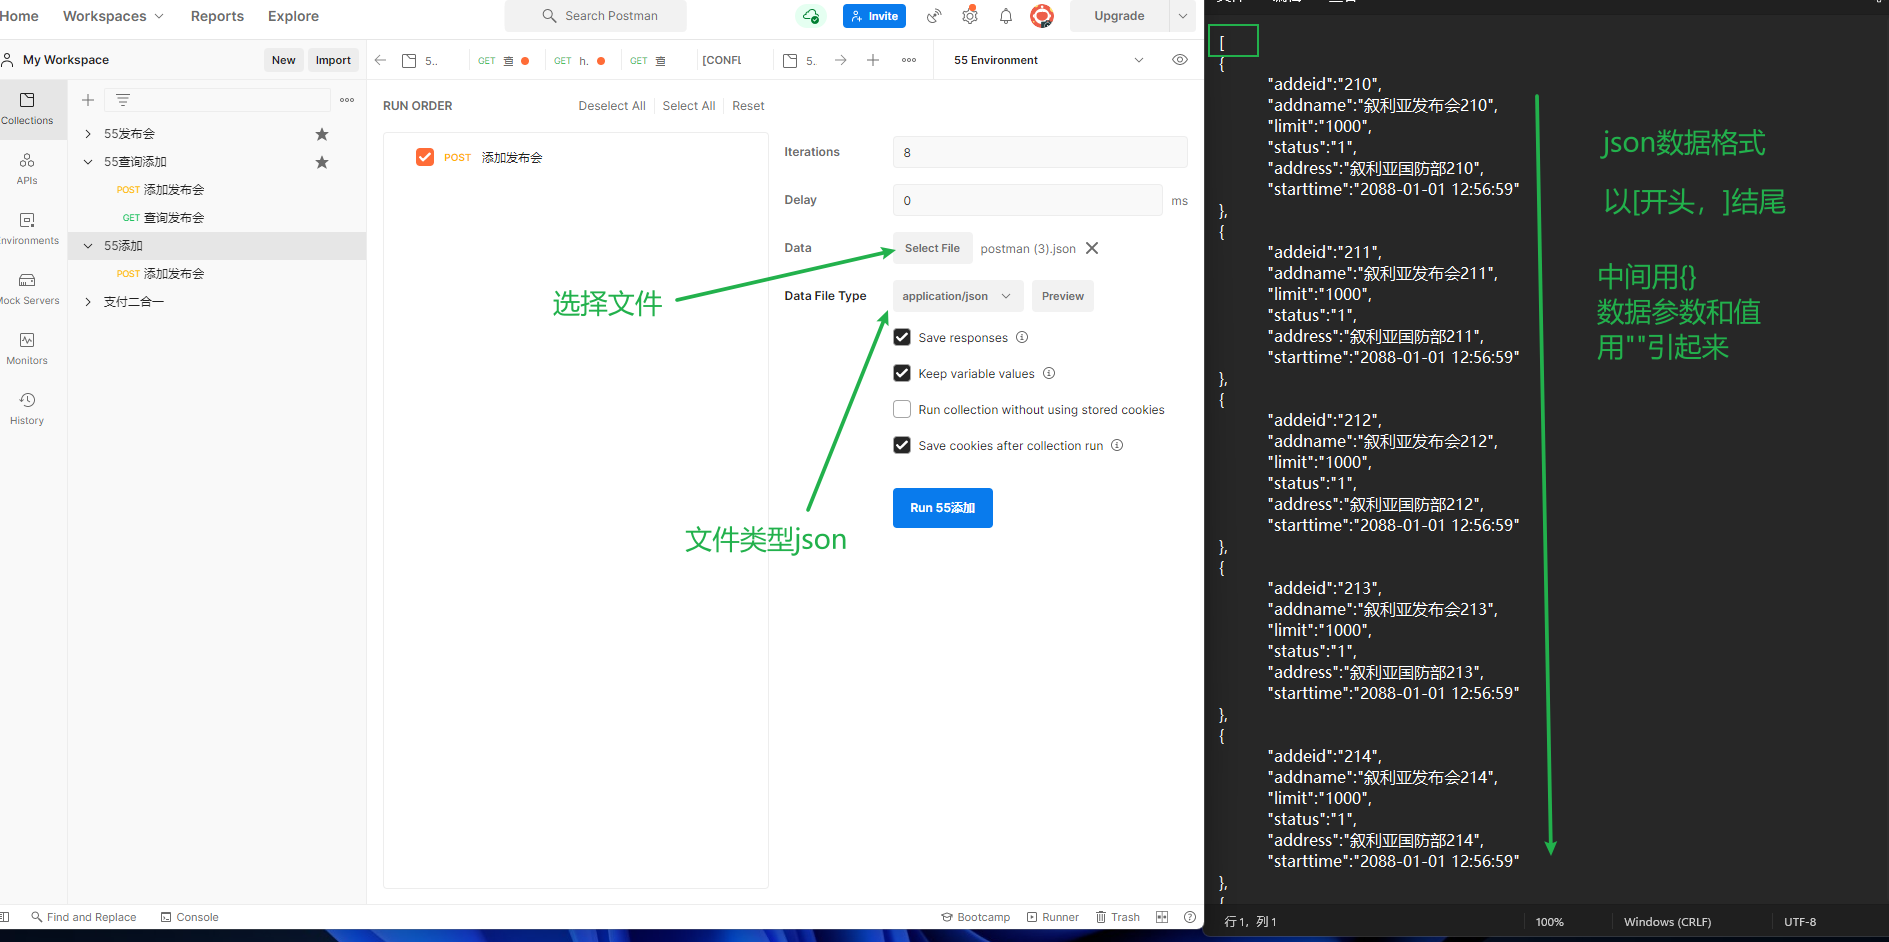 Home Workspaces Reports Explore
Search Postman
Invite
Upgrade
My Workspace
New Import
5..
GET 查
GET h.
GET 查
[CONFL
5.
55 Environment
Collections
APIs
nvironments
Mock Servers
Monitors
History
55发布会
55查询添加
POST 添加发布会
GET 查询发布会
55添加
POST 添加发布会
支付二合一
RUN ORDER
Deselect All Select All Reset
POST 添加发布会
Iterations 8
Delay 0 ms
Data Select File postman (3).json
Data File Type application/json Preview
Save responses
Keep variable values
Run collection without using stored cookies
Save cookies after collection run
Run 55添加
选择文件
文件类型json
Find and Replace Console
Bootcamp Runner Trash
[
{
"addeid":"210",
"addname":"叙利亚发布会210",
"limit":"1000",
"status":"1",
"address":"叙利亚国防部210",
"starttime":"2088-01-01 12:56:59"
},
{
"addeid":"211",
"addname":"叙利亚发布会211",
"limit":"1000",
"status":"1",
"address":"叙利亚国防部211",
"starttime":"2088-01-01 12:56:59"
},
{
"addeid":"212",
"addname":"叙利亚发布会212",
"limit":"1000",
"status":"1",
"address":"叙利亚国防部212",
"starttime":"2088-01-01 12:56:59"
},
{
"addeid":"213",
"addname":"叙利亚发布会213",
"limit":"1000",
"status":"1",
"address":"叙利亚国防部213",
"starttime":"2088-01-01 12:56:59"
},
{
"addeid":"214",
"addname":"叙利亚发布会214",
"limit":"1000",
"status":"1",
"address":"叙利亚国防部214",
"starttime":"2088-01-01 12:56:59"
},
{
json数据格式
以[开头，]结尾
中间用{}
数据参数和值
用""引起来
行 1，列 1
100%
Windows (CRLF)
UTF-8